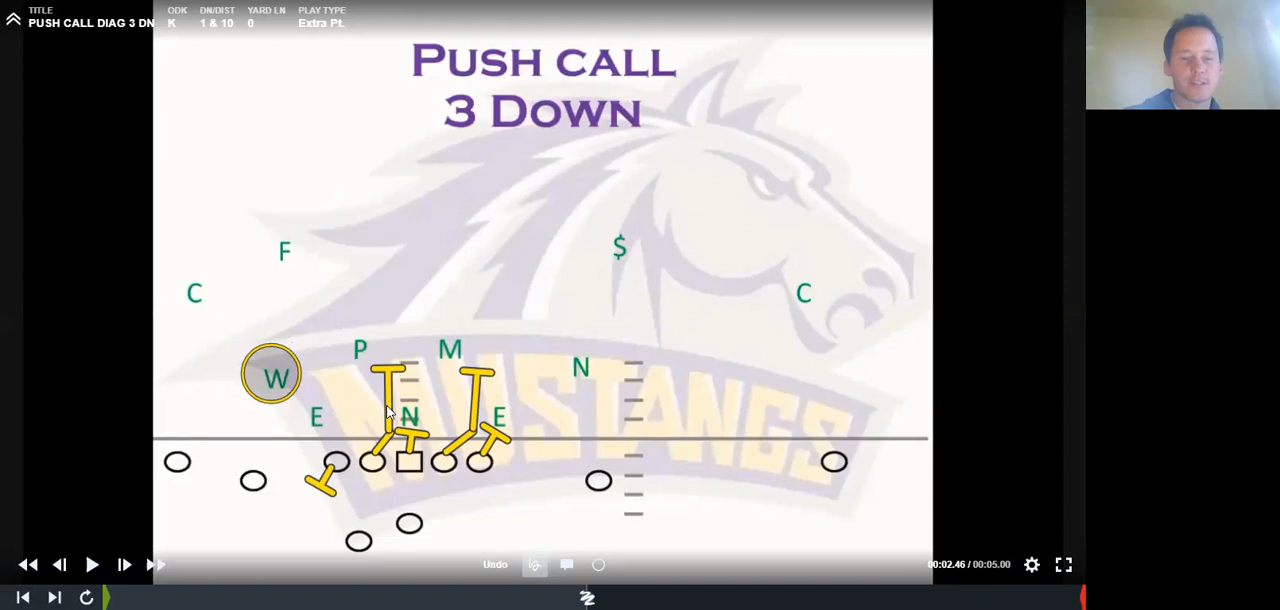 TITLE
PUSH CALL DIAG 3 DN
ODK
K
DN/DIST
1 & 10
YARD LINE
0
PLAY TYPE
Extra Pt.
PUSH CALL
3 DOWN
F
$
C
C
P
M
W
N
E
N
E
MUSTANGS
Undo
00:02.46 / 00:05.00